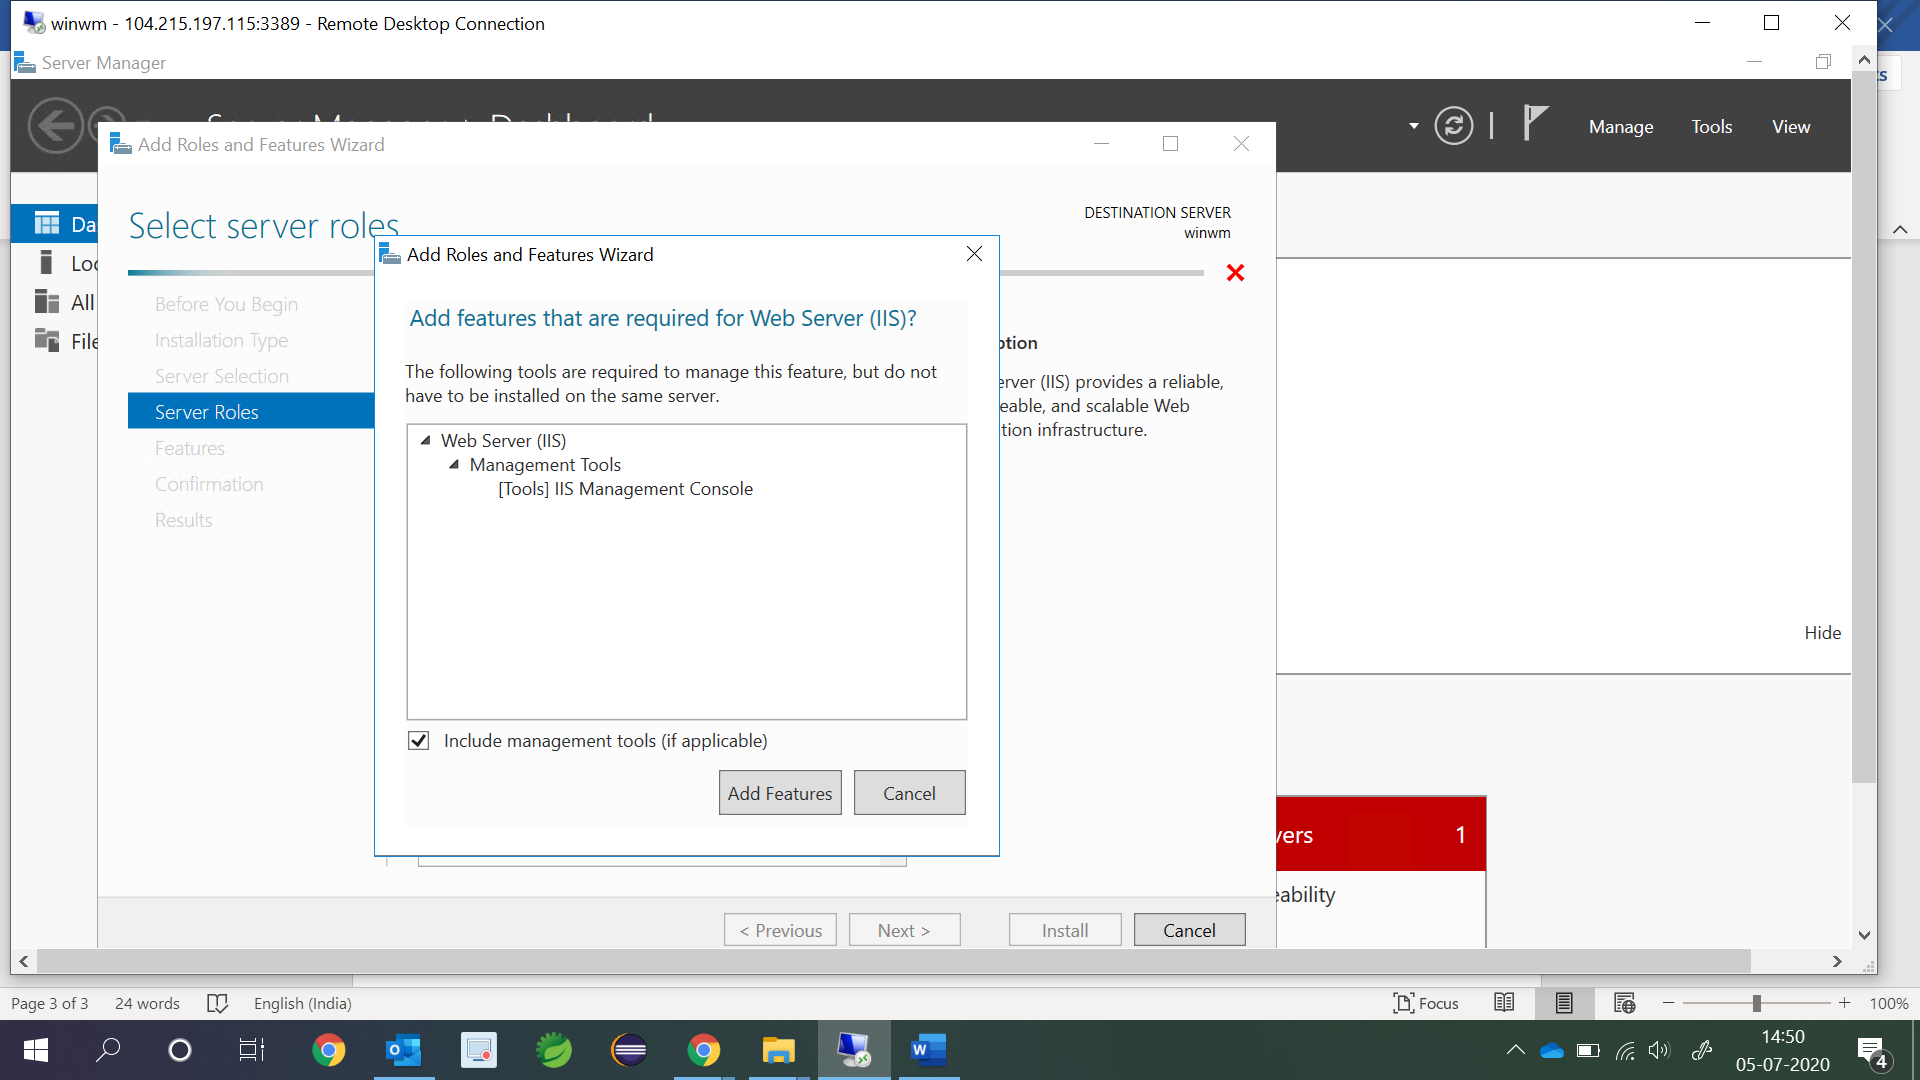 winwm - 104.215.197.115:3389 - Remote Desktop Connection
Server Manager
Manage
Tools
View
Add Roles and Features Wizard
Select server roles
DESTINATION SERVER
winwm
Before You Begin
Installation Type
Server Selection
Server Roles
Features
Confirmation
Results
All
Add Roles and Features Wizard
Add features that are required for Web Server (IIS)?
The following tools are required to manage this feature, but do not
have to be installed on the same server.
Web Server (IIS)
Management Tools
[Tools] IIS Management Console
Include management tools (if applicable)
Add Features
Cancel
(IIS) provides a reliable,
and scalable Web
infrastructure.
Hide
1
< Previous
Next >
Install
Cancel
Page 3 of 3
24 words
English (India)
Focus
100%
14:50
05-07-2020
4